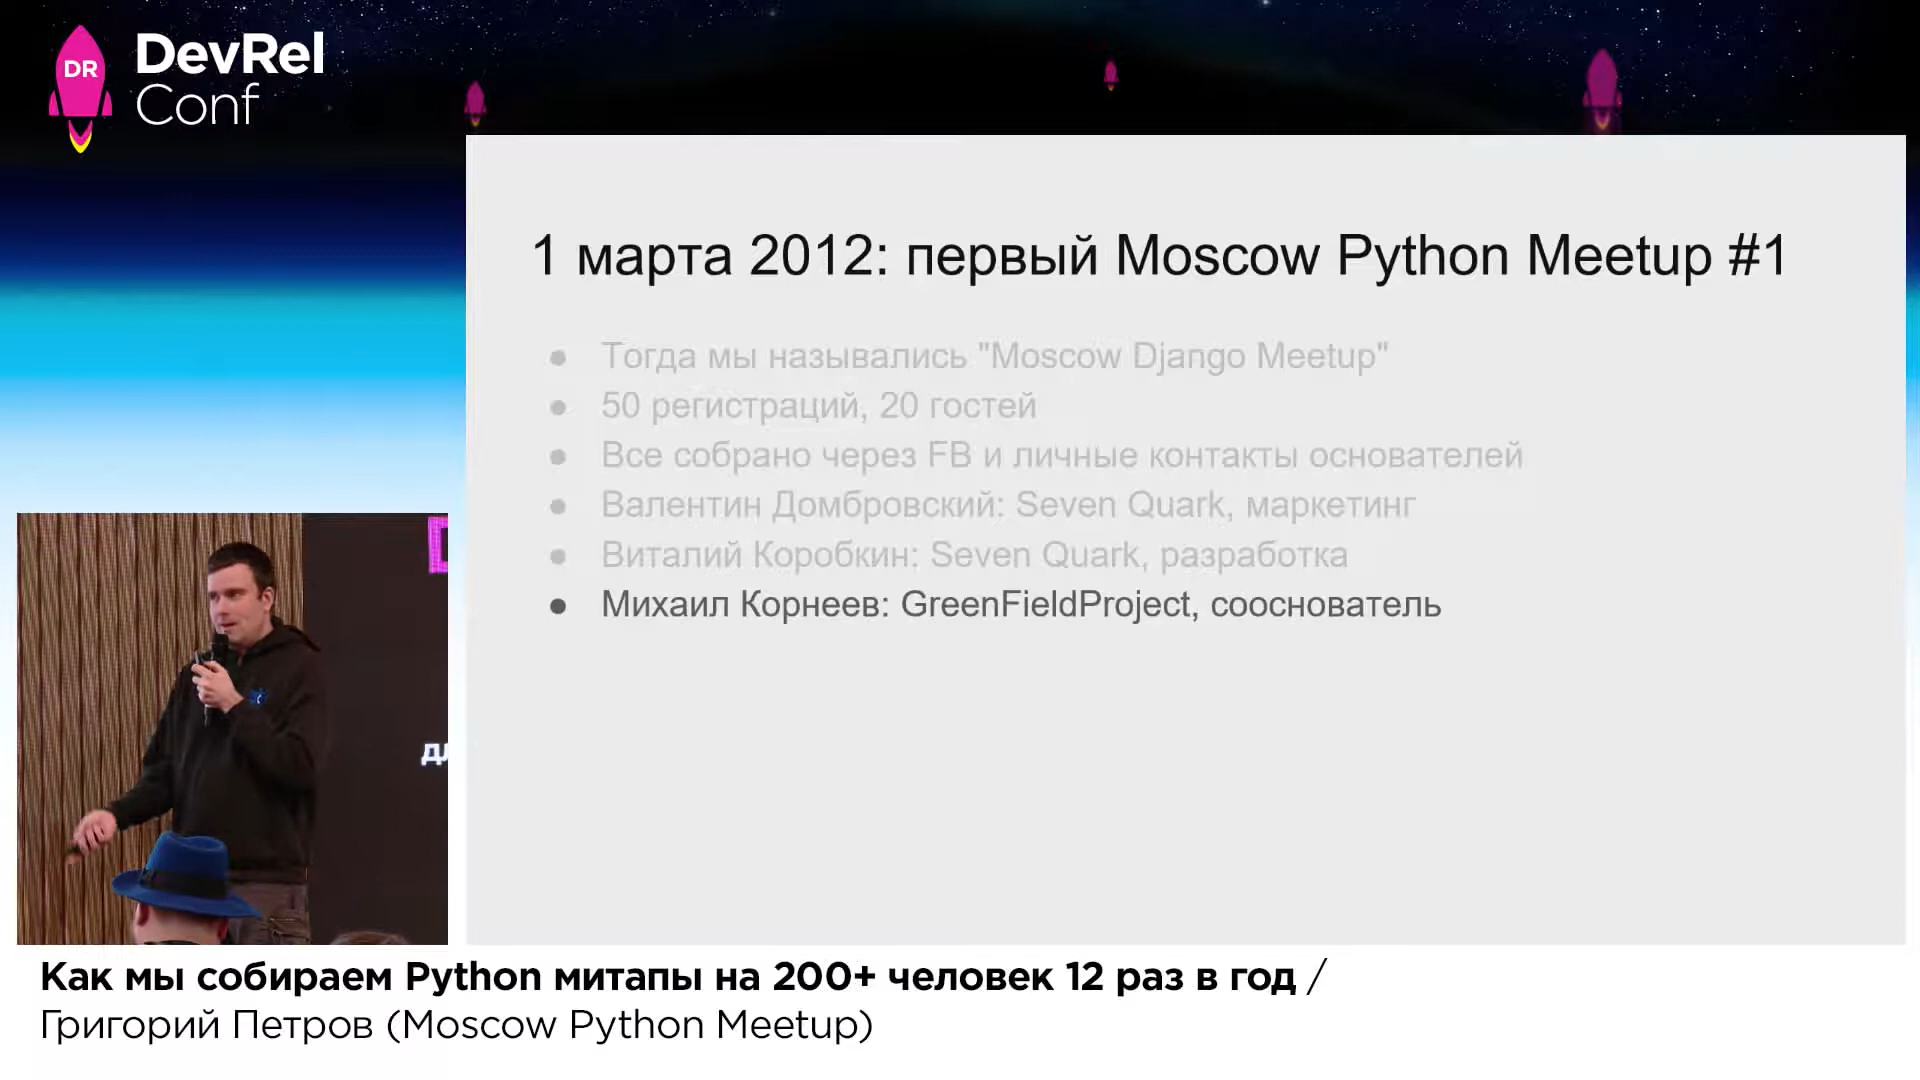 DR
DevRel
Conf
1 марта 2012: первый Moscow Python Meetup #1
● Тогда мы назывались "Moscow Django Meetup"
● 50 регистраций, 20 гостей
● Все собрано через FB и личные контакты основателей
● Валентин Домбровский: Seven Quark, маркетинг
● Виталий Коробкин: Seven Quark, разработка
● Михаил Корнеев: GreenFieldProject, сооснователь
Как мы собираем Python митапы на 200+ человек 12 раз в год /
Григорий Петров (Moscow Python Meetup)